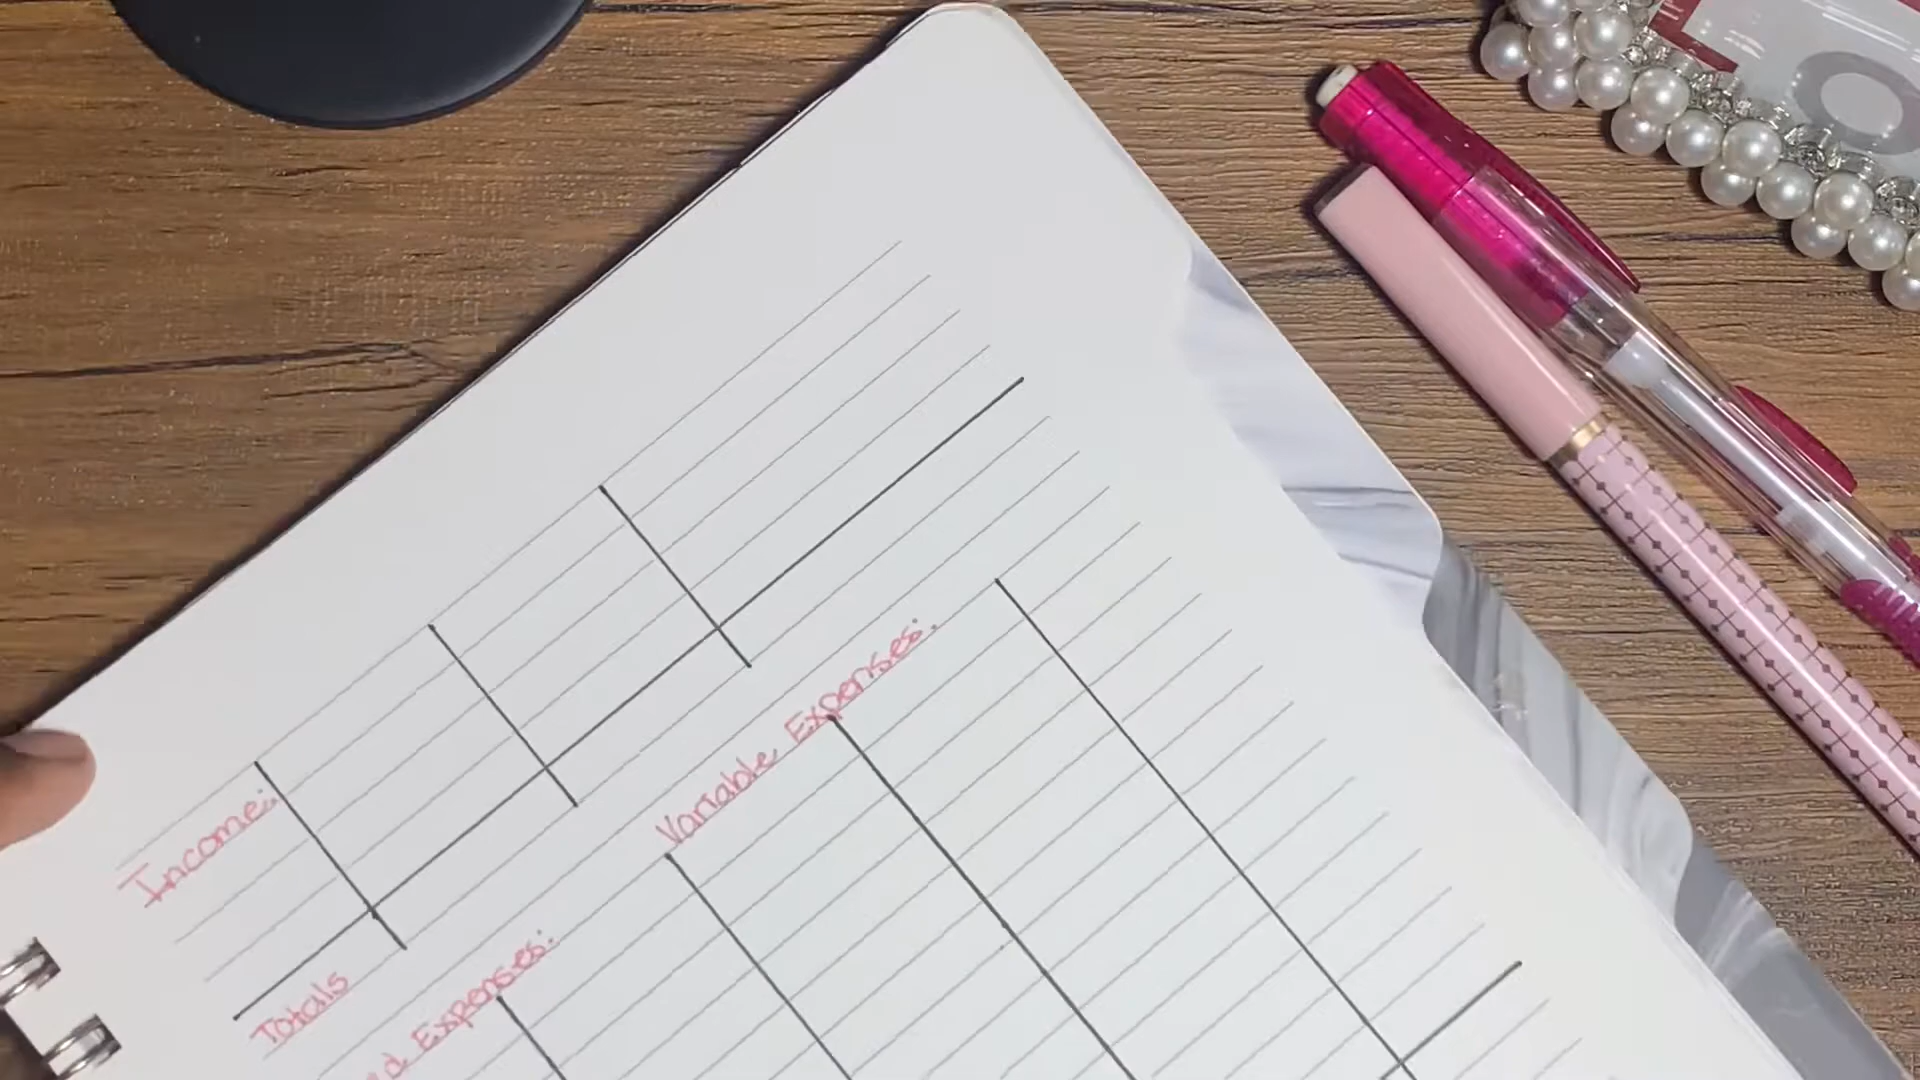 Income:
Totals
Expenses:
Variable Expenses: